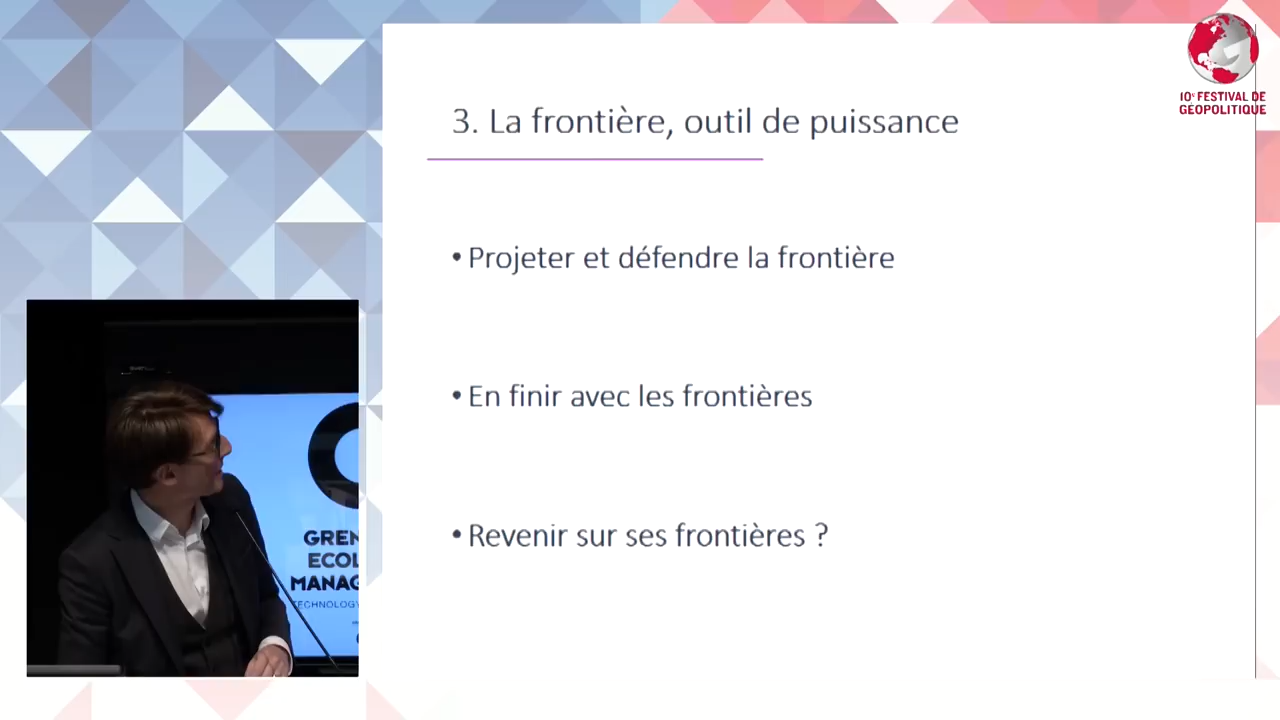 10e FESTIVAL DE
GÉOPOLITIQUE
3. La frontière, outil de puissance
• Projeter et défendre la frontière
• En finir avec les frontières
• Revenir sur ses frontières ?
GREN
ECOL
MANAG
TECHNOLOGY